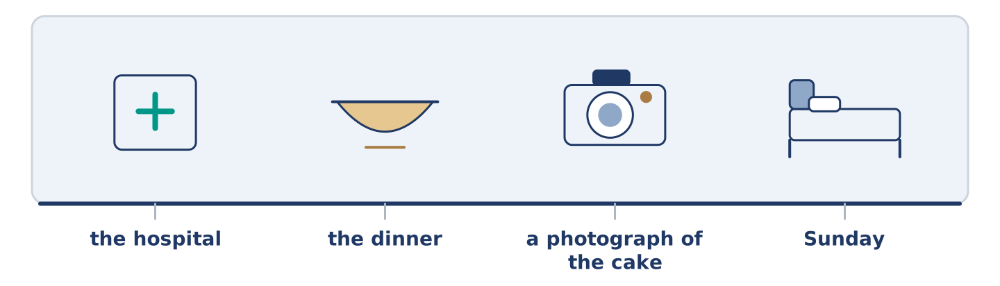 the hospital
the dinner
a photograph of
the cake
Sunday